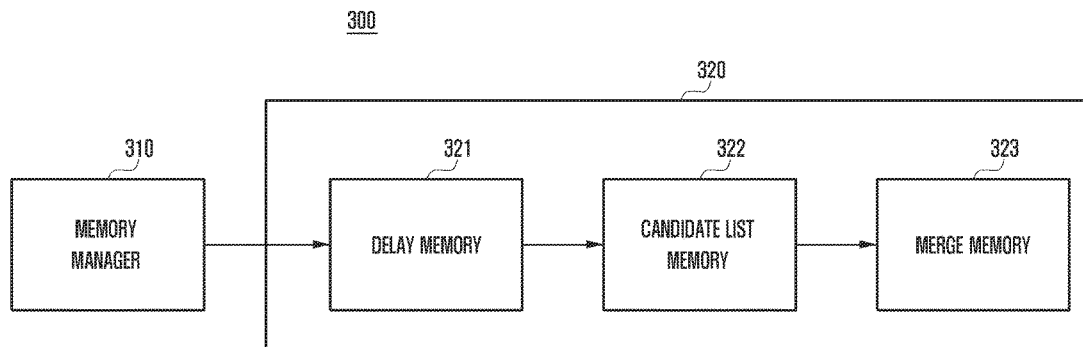 300
320
310
321
322
323
MEMORY
MANAGER
DELAY MEMORY
CANDIDATE LIST
MEMORY
MERGE MEMORY